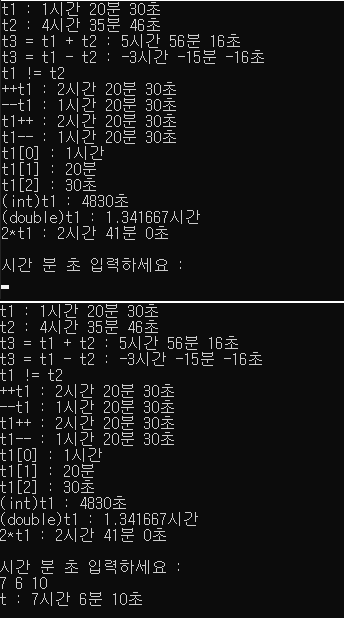 t1 : 1시간 20분 30초
t2 : 4시간 35분 46초
t3 = t1 + t2 : 5시간 56분 16초
t3 = t1 - t2 : -3시간 -15분 -16초
t1 != t2
++t1 : 2시간 20분 30초
--t1 : 1시간 20분 30초
t1++ : 2시간 20분 30초
t1-- : 1시간 20분 30초
t1[0] : 1시간
t1[1] : 20분
t1[2] : 30초
(int)t1 : 4830초
(double)t1 : 1.341667시간
2*t1 : 2시간 41분 0초
시간 분 초 입력하세요 :
t1 : 1시간 20분 30초
t2 : 4시간 35분 46초
t3 = t1 + t2 : 5시간 56분 16초
t3 = t1 - t2 : -3시간 -15분 -16초
t1 != t2
++t1 : 2시간 20분 30초
--t1 : 1시간 20분 30초
t1++ : 2시간 20분 30초
t1-- : 1시간 20분 30초
t1[0] : 1시간
t1[1] : 20분
t1[2] : 30초
(int)t1 : 4830초
(double)t1 : 1.341667시간
2*t1 : 2시간 41분 0초
시간 분 초 입력하세요 :
7 6 10
t : 7시간 6분 10초